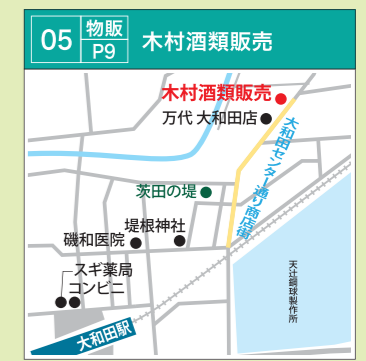 05 物販 P9 木村酒類販売
木村酒類販売
万代 大和田店
大和田センター通り商店街
茨田の堤
堤根神社
磯和医院
スギ薬局
コンビニ
天辻鋼球製作所
大和田駅